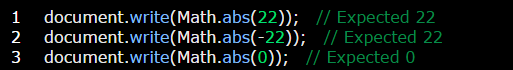 1 document.write(Math.abs(22)); // Expected 22
2 document.write(Math.abs(-22)); // Expected 22
3 document.write(Math.abs(0)); // Expected 0